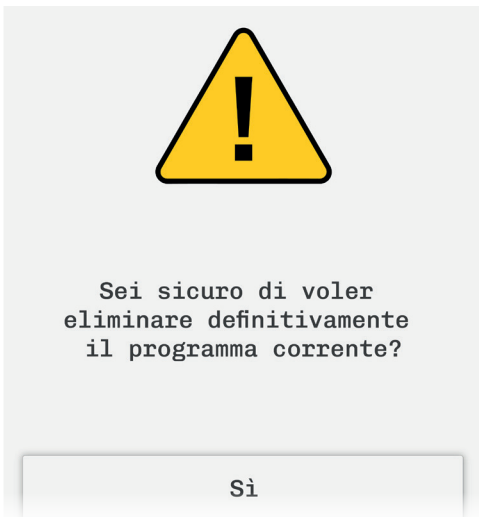 Sei sicuro di voler
eliminare definitivamente
il programma corrente?
Sì